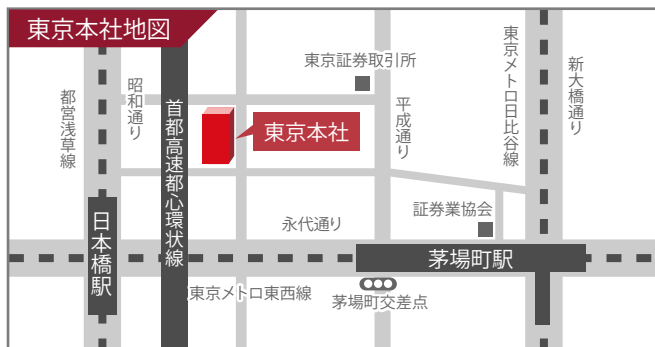 東京本社地図
東京証券取引所
東京メトロ日比谷線
新大橋通り
都営浅草線
昭和通り
首都高速都心環状線
東京本社
平成通り
永代通り
証券業協会
日本橋駅
茅場町駅
東京メトロ東西線
茅場町交差点